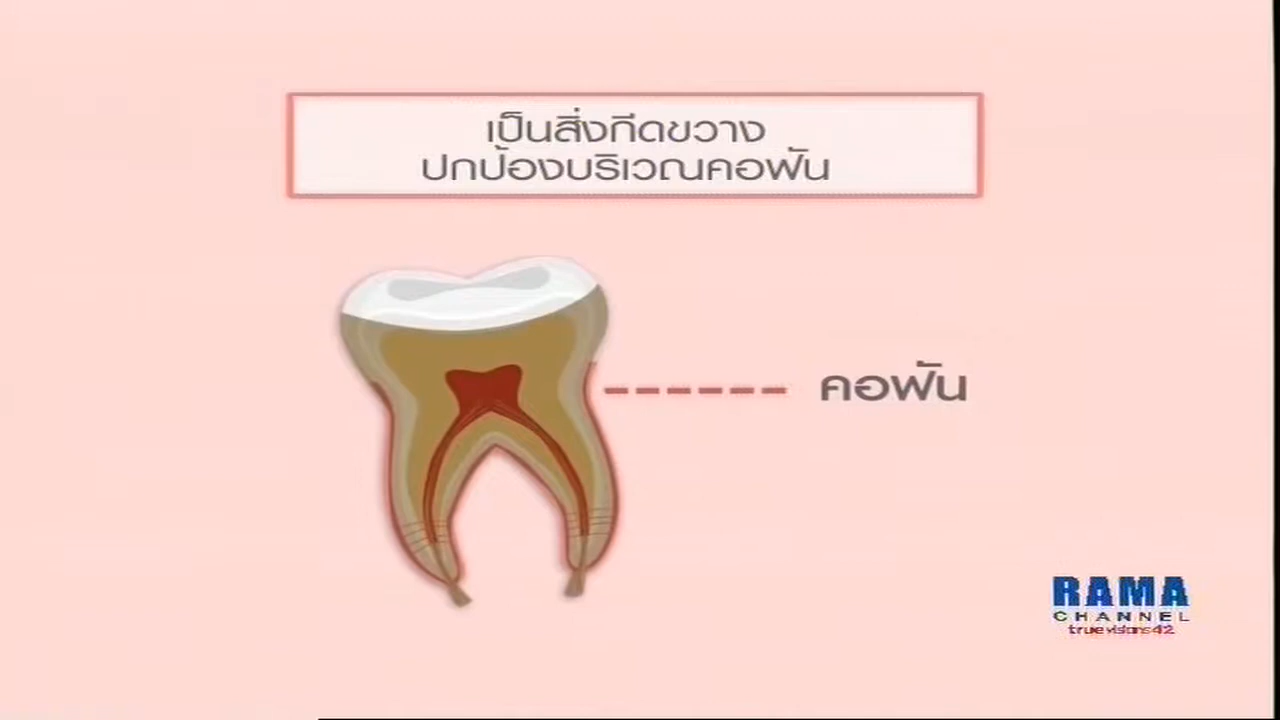 เป็นสิ่งกีดขวาง
ปกป้องบริเวณคอฟัน
คอฟัน
RAMA
CHANNEL
truevisions42